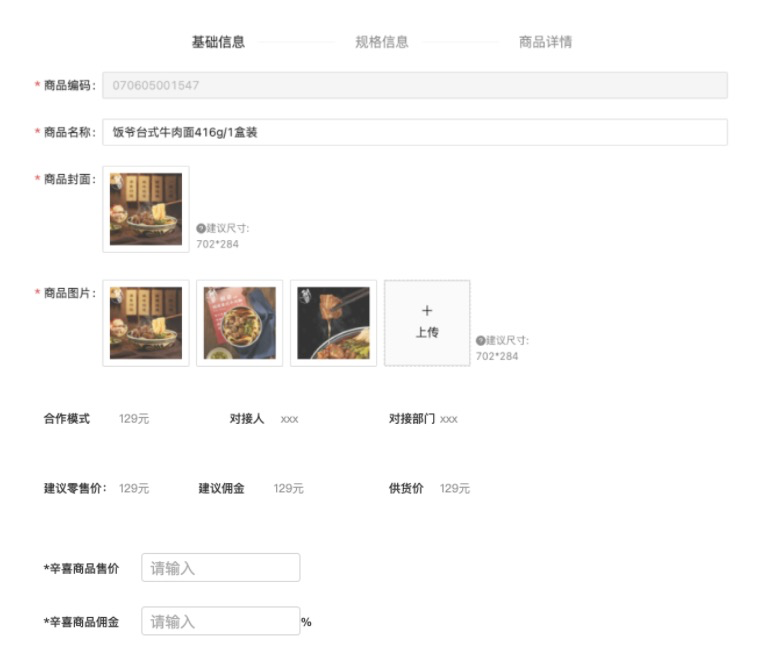 基础信息 规格信息 商品详情
* 商品编码: 070605001547
* 商品名称: 饭爷台式牛肉面416g/1盒装
* 商品封面:
建议尺寸:
702*284
* 商品图片:
+
上传
建议尺寸:
702*284
合作模式 129元 对接人 xxx 对接部门 xxx
建议零售价: 129元 建议佣金 129元 供货价 129元
*辛喜商品售价 请输入
*辛喜商品佣金 请输入 %